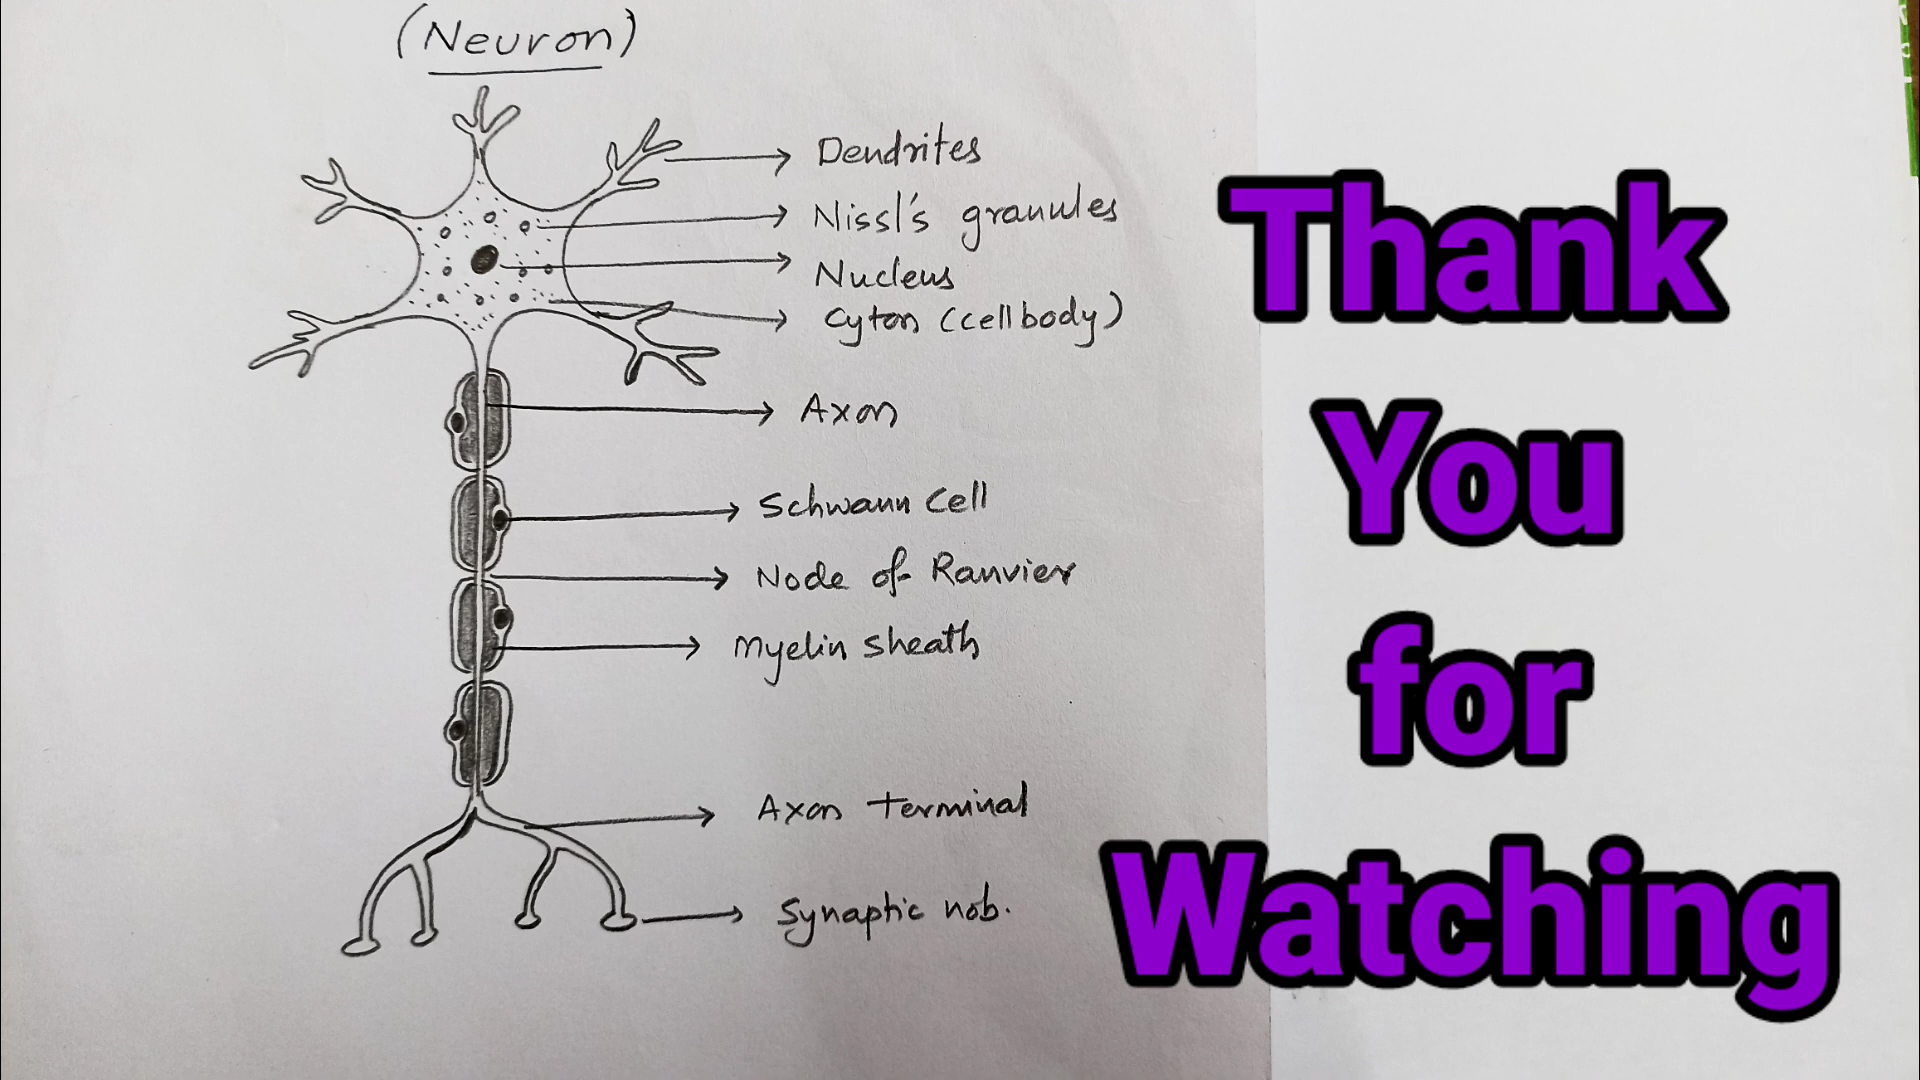 (Neuron)
Dendrites
Nissl's granules
Nucleus
Cyton (cell body)
Axon
Schwann Cell
Node of Ranvier
Myelin sheath
Axon terminal
Synaptic nob.
Thank
You
for
Watching